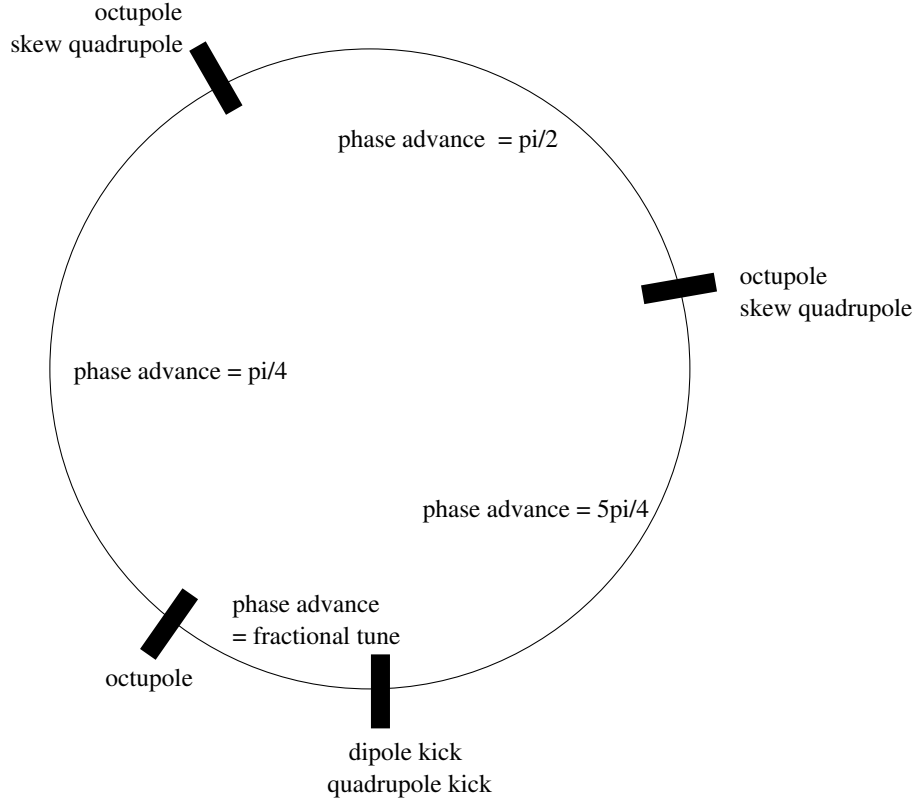 octupole
skew quadrupole
phase advance = pi/2
octupole
skew quadrupole
phase advance = pi/4
phase advance = 5pi/4
phase advance
= fractional tune
octupole
dipole kick
quadrupole kick